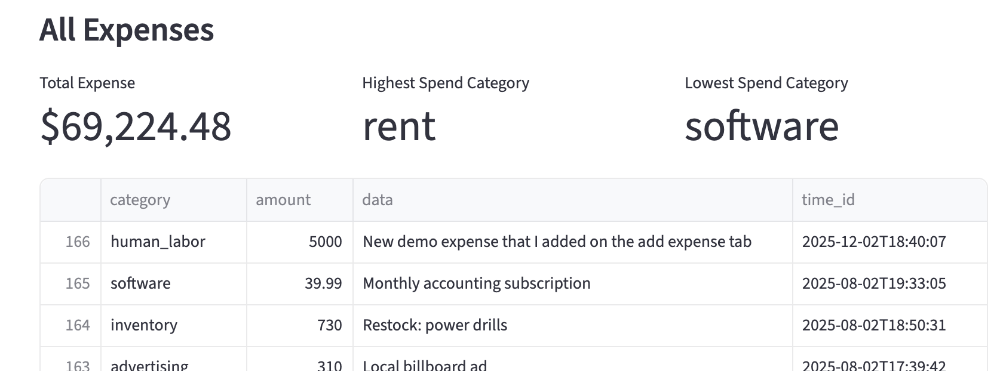 All Expenses
Total Expense Highest Spend Category Lowest Spend Category
$69,224.48 rent software
category amount data time_id
166 human_labor 5000 New demo expense that I added on the add expense tab 2025-12-02T18:40:07
165 software 39.99 Monthly accounting subscription 2025-08-02T19:33:05
164 inventory 730 Restock: power drills 2025-08-02T18:50:31
163 advertising 310 Local billboard ad 2025-08-02T17:39:42